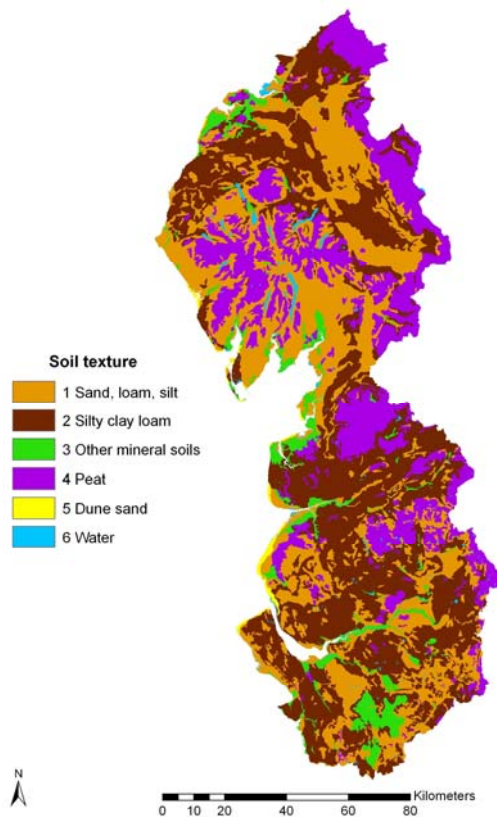 Soil texture
1 Sand, loam, silt
2 Silty clay loam
3 Other mineral soils
4 Peat
5 Dune sand
6 Water
N
Kilometers
0 10 20 40 60 80